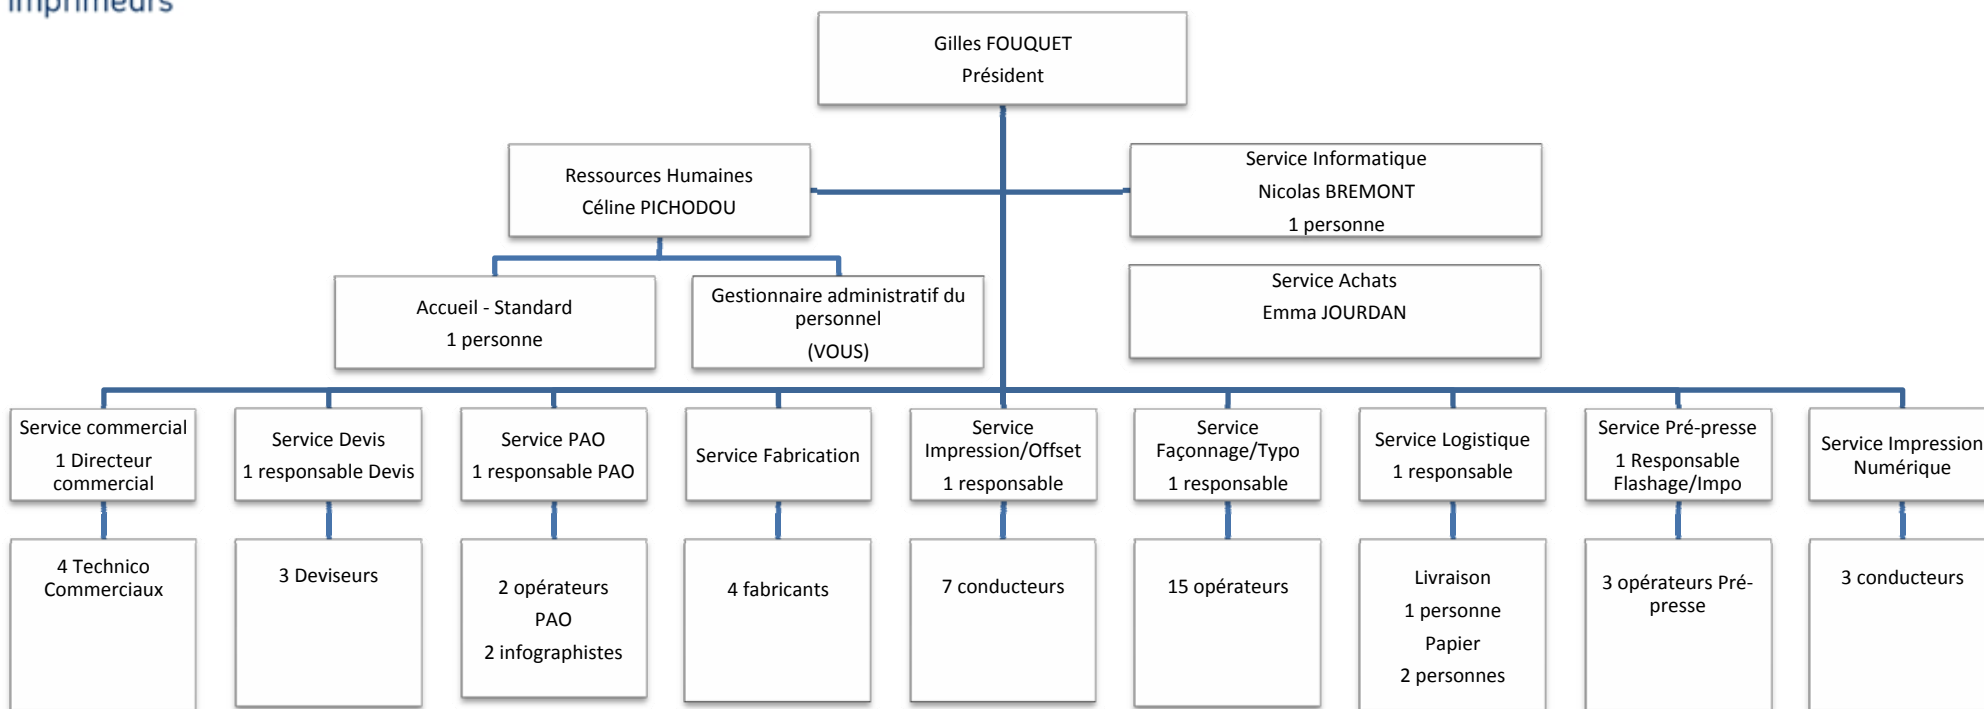 imprimeurs
Gilles FOUQUET
Président
Ressources Humaines
Céline PICHODOU
Service Informatique
Nicolas BREMONT
1 personne
Accueil - Standard
1 personne
Gestionnaire administratif du
personnel
(VOUS)
Service Achats
Emma JOURDAN
Service commercial
1 Directeur
commercial
Service Devis
1 responsable Devis
Service PAO
1 responsable PAO
Service Fabrication
Service
Impression/Offset
1 responsable
Service
Façonnage/Typo
1 responsable
Service Logistique
1 responsable
Service Pré-presse
1 Responsable
Flashage/Impo
Service Impression
Numérique
4 Technico
Commerciaux
3 Deviseurs
2 opérateurs
PAO
2 infographistes
4 fabricants
7 conducteurs
15 opérateurs
Livraison
1 personne
Papier
2 personnes
3 opérateurs Pré-
presse
3 conducteurs